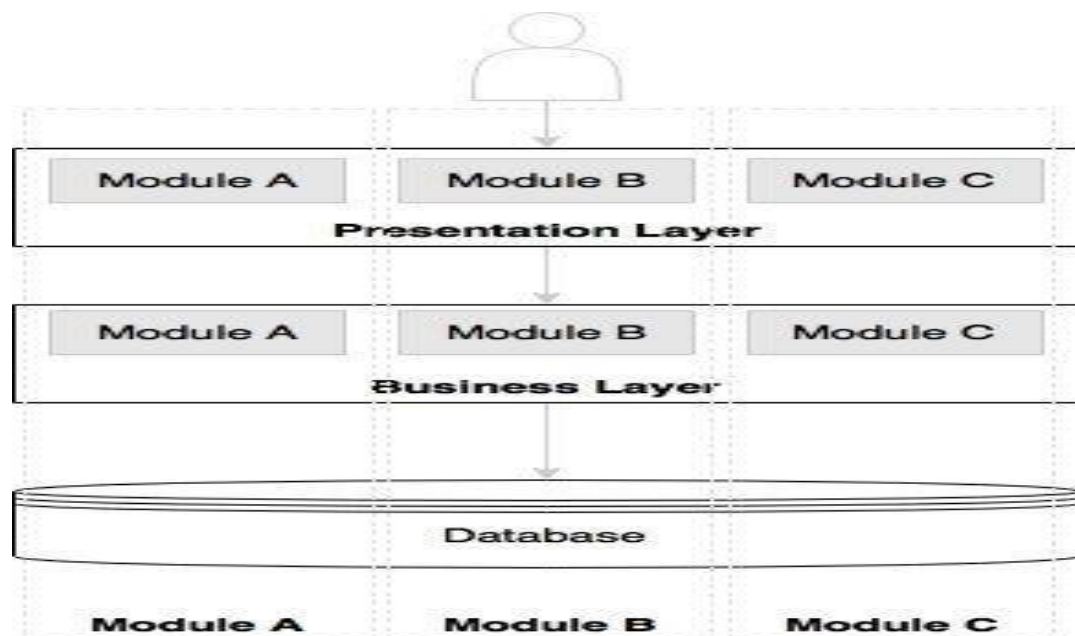 Module A Module B Module C
Presentation Layer
Module A Module B Module C
Business Layer
Database
Module A Module B Module C